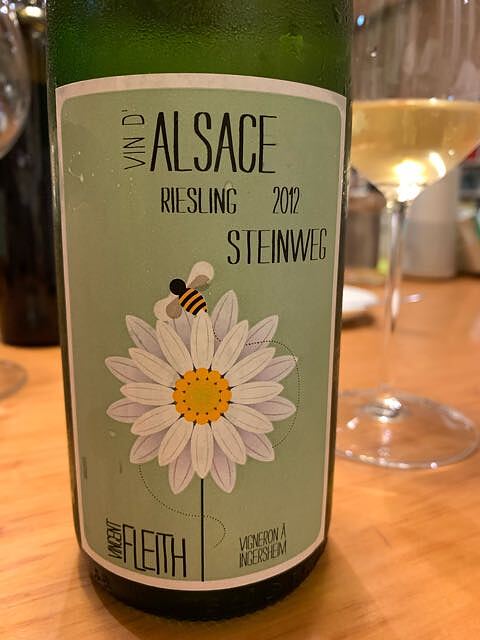 VIN D'
ALSACE
RIESLING 2012
STEINWEG
VINCENT
FLEITH
VIGNERON À
INGERSHEIM